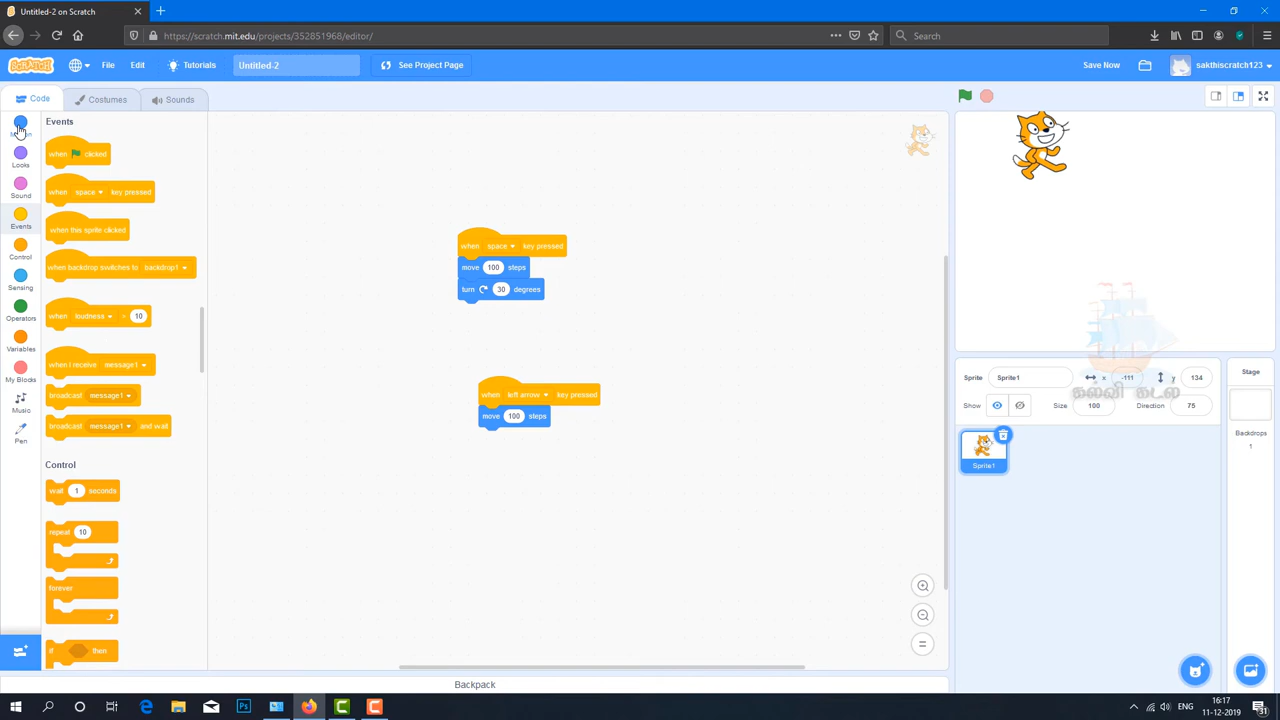 Untitled-2 on Scratch
https://scratch.mit.edu/projects/352851968/editor/
Search
SCRATCH
File
Edit
Tutorials
Untitled-2
See Project Page
Save Now
sakthiscratch123
Code
Costumes
Sounds
Motion
Looks
Sound
Events
Control
Sensing
Operators
Variables
My Blocks
Music
Pen
Events
when clicked
when space key pressed
when this sprite clicked
when backdrop switches to backdrop1
when loudness > 10
when I receive message1
broadcast message1
broadcast message1 and wait
Control
wait 1 seconds
repeat 10
forever
if then
when space key pressed
move 100 steps
turn 30 degrees
when left arrow key pressed
move 100 steps
Backpack
கல்வி கடல்
Sprite
Sprite1
x -111
y 134
Show
Size 100
Direction 75
Sprite1
Stage
Backdrops
1
Ps
ENG
16:17
11-12-2019
31